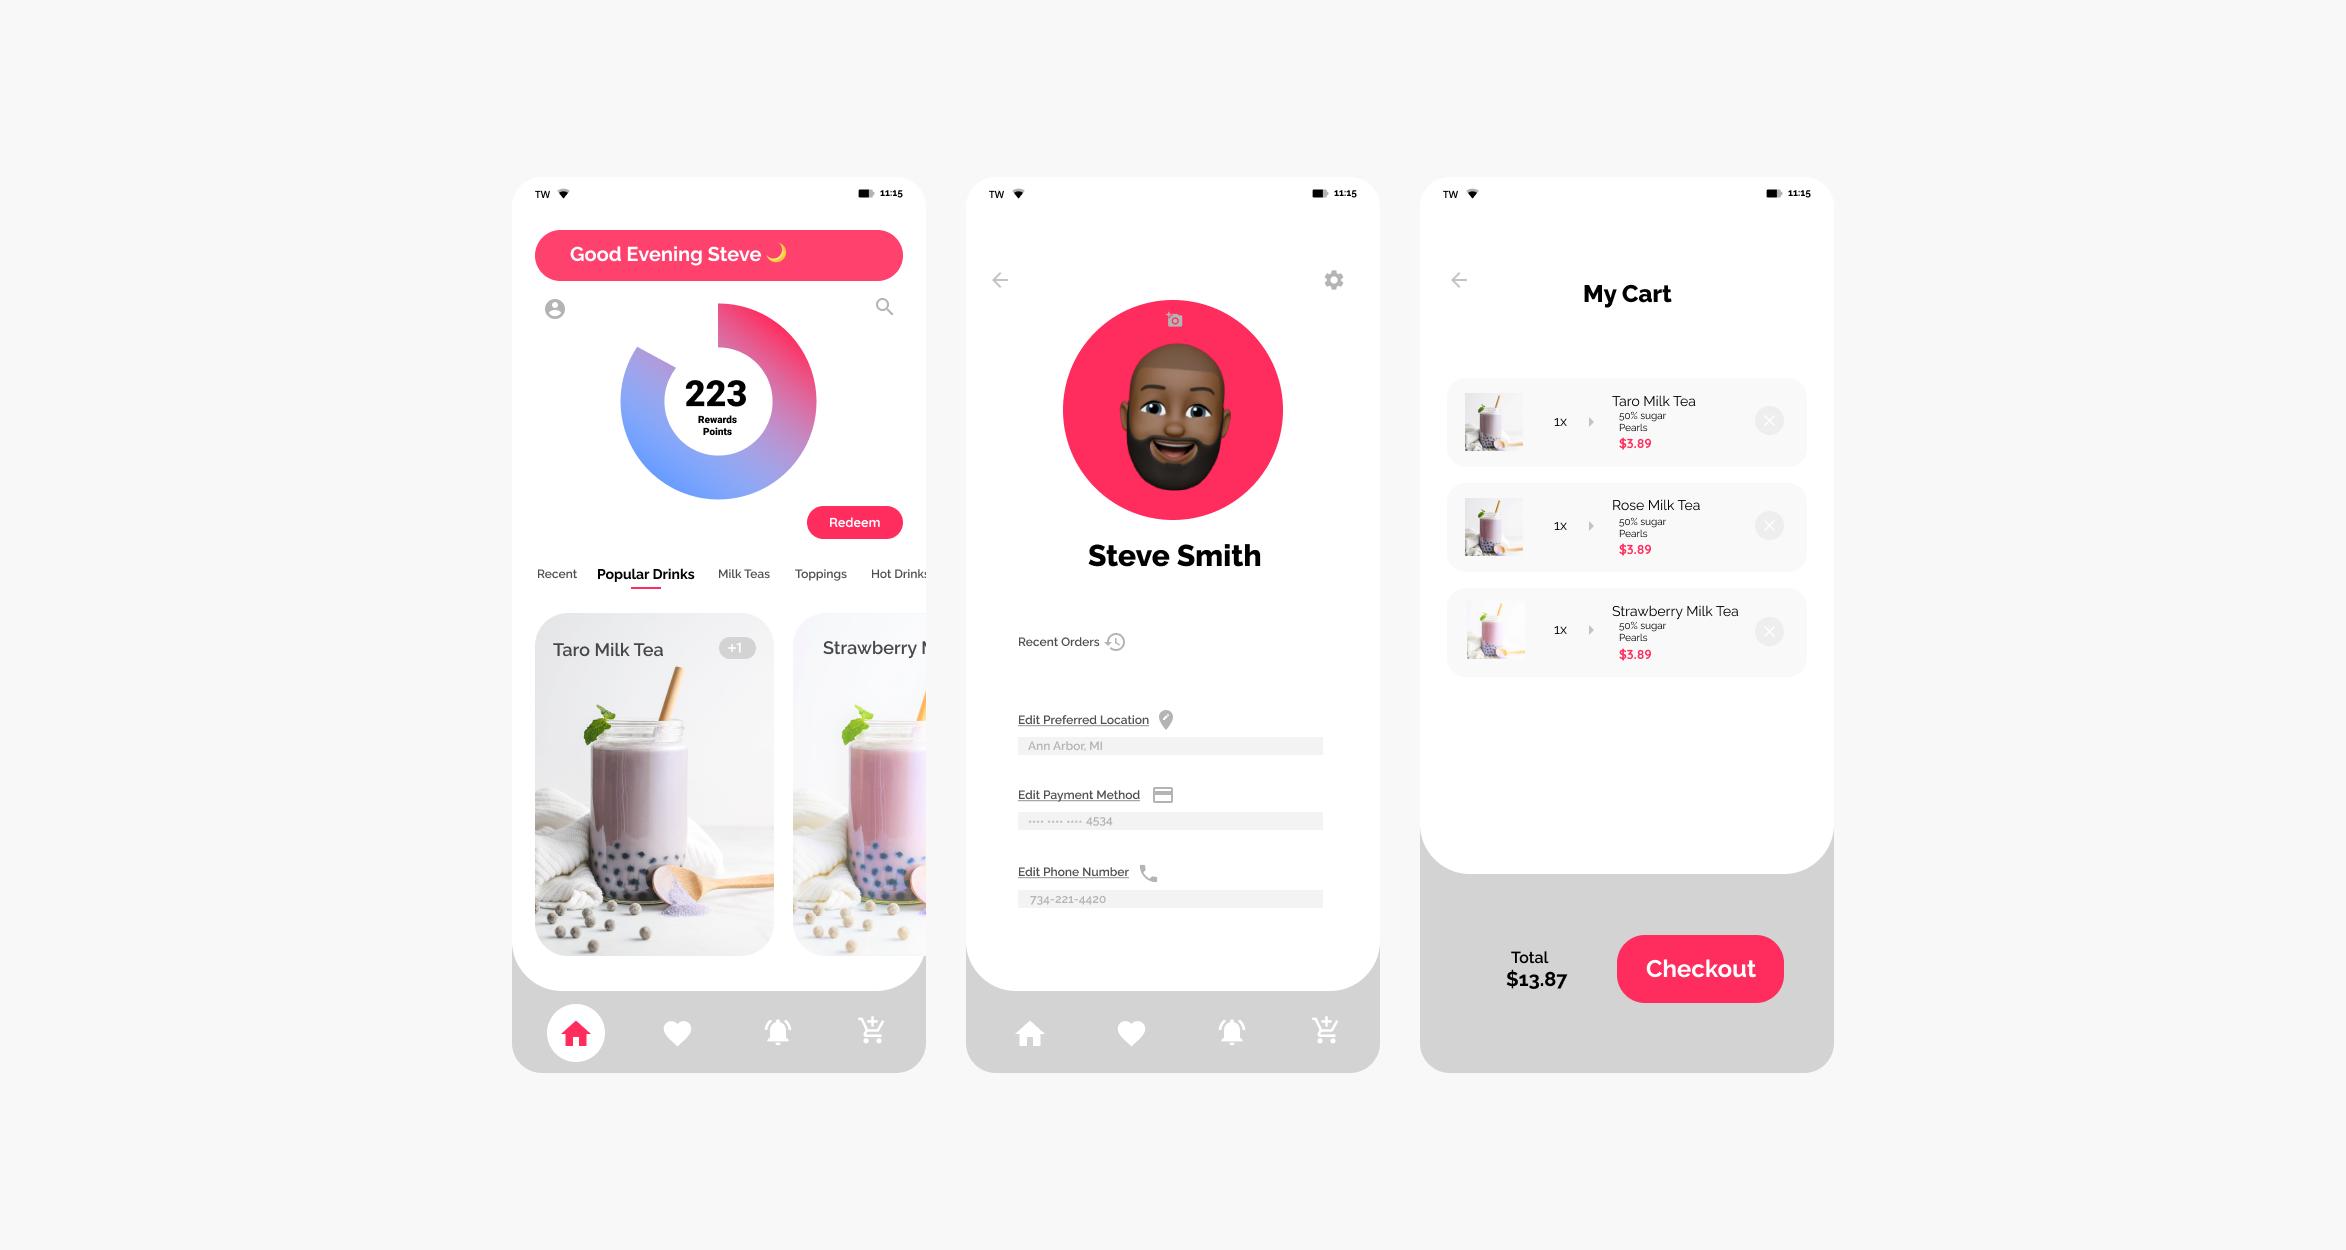 TW
11:15
Good Evening Steve
223
Rewards
Points
Redeem
Recent Popular Drinks Milk Teas Toppings Hot Drinks
Taro Milk Tea +1
Strawberry M
TW
11:15
Steve Smith
Recent Orders
Edit Preferred Location
Ann Arbor, MI
Edit Payment Method
•••• •••• •••• 4534
Edit Phone Number
734-221-4420
TW
11:15
My Cart
1x
Taro Milk Tea
50% sugar
Pearls
$3.89
1x
Rose Milk Tea
50% sugar
Pearls
$3.89
1x
Strawberry Milk Tea
50% sugar
Pearls
$3.89
Total
$13.87
Checkout